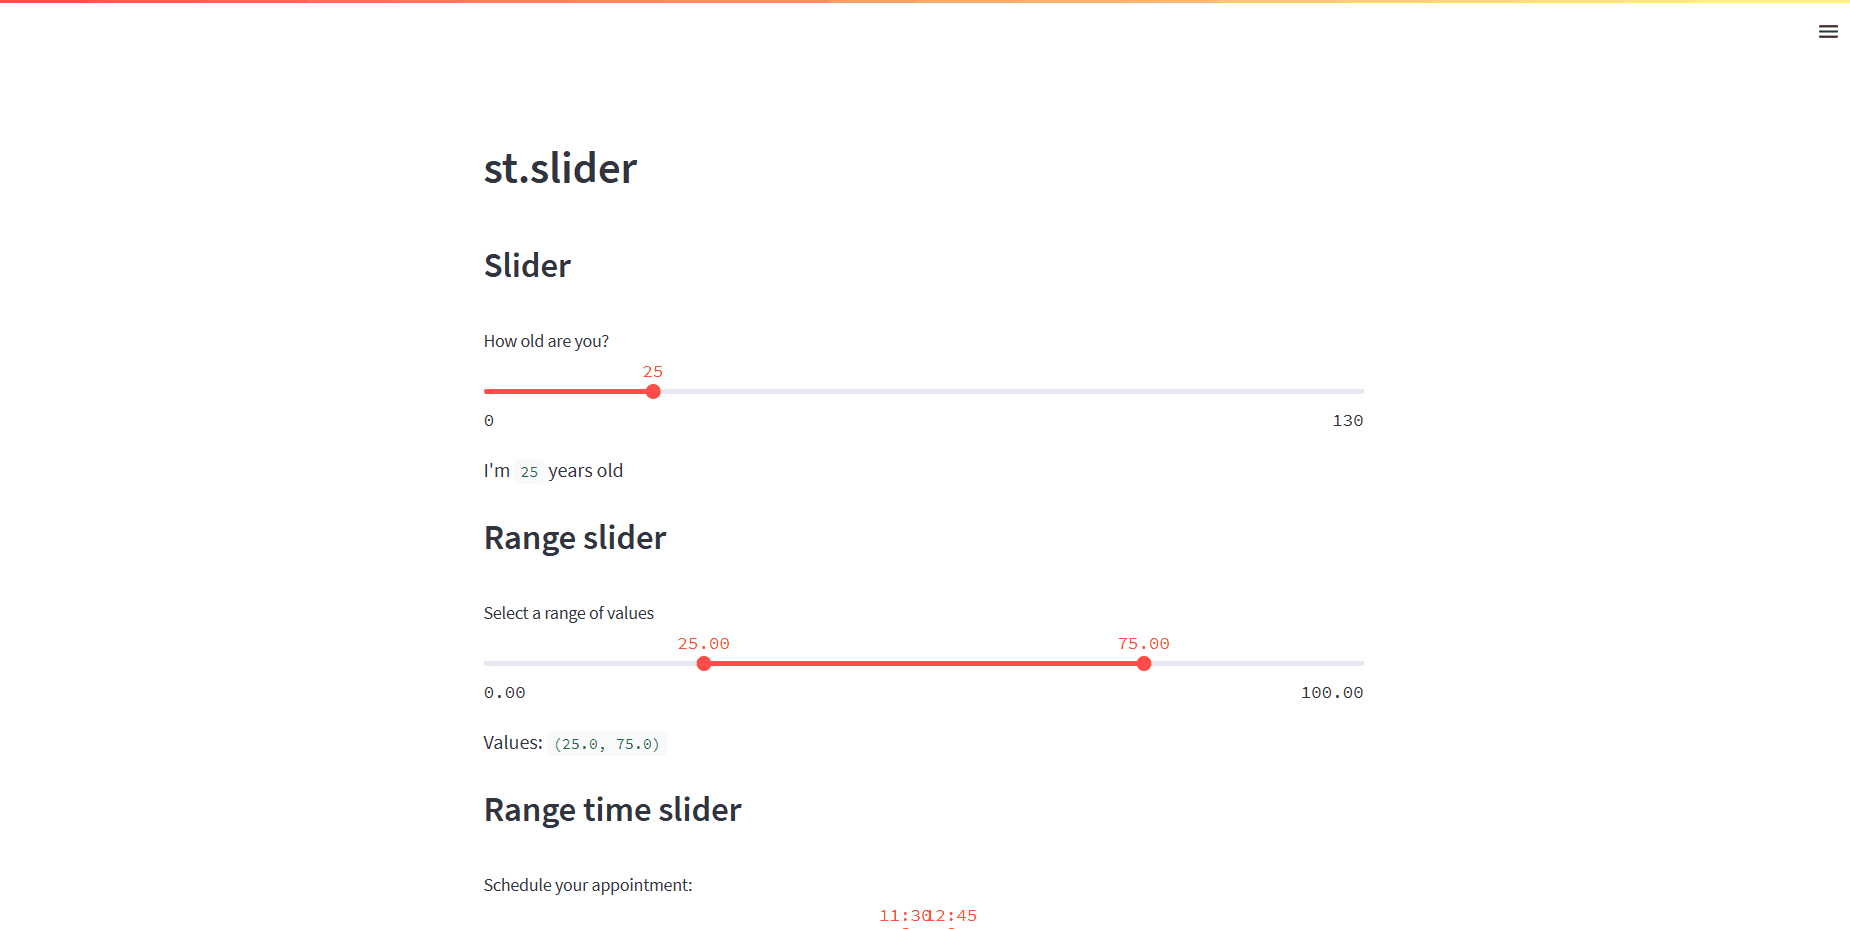 st.slider
Slider
How old are you?
25
0 130
I'm 25 years old
Range slider
Select a range of values
25.00 75.00
0.00 100.00
Values: (25.0, 75.0)
Range time slider
Schedule your appointment:
11:30 12:45